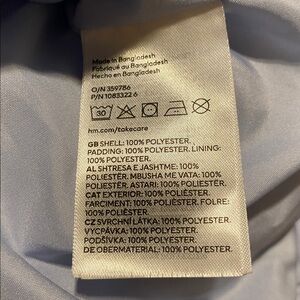 Made in Bangladesh
Fabriqué au Bangladesh
Hecho en Bangladesh
O/N 359786
P/N 1083322 6
30
hm.com/takecare
GB SHELL: 100% POLYESTER.
PADDING: 100% POLYESTER. LINING:
100% POLYESTER.
AL SHTRESA E JASHTME: 100%
POLIESTËR. MBUSHA ME VATA: 100%
POLIESTËR. ASTARI: 100% POLIESTËR.
CAT EXTERIOR: 100% POLIÈSTER.
FARCIMENT: 100% POLIÈSTER. FOLRE:
100% POLIÈSTER.
CZ SVRCHNÍ LÁTKA: 100% POLYESTER.
VYCPÁVKA: 100% POLYESTER.
PODŠÍVKA: 100% POLYESTER.
DE OBERMATERIAL: 100% POLYESTER.